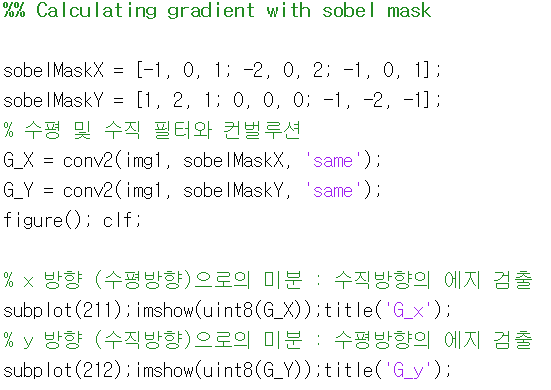 %% Calculating gradient with sobel mask
sobelMaskX = [-1, 0, 1; -2, 0, 2; -1, 0, 1];
sobelMaskY = [1, 2, 1; 0, 0, 0; -1, -2, -1];
% 수평 및 수직 필터와 컨벌루션
G_X = conv2(img1, sobelMaskX, 'same');
G_Y = conv2(img1, sobelMaskY, 'same');
figure(); clf;
% x 방향 (수평방향)으로의 미분 : 수직방향의 에지 검출
subplot(211);imshow(uint8(G_X));title('G_x');
% y 방향 (수직방향)으로의 미분 : 수평방향의 에지 검출
subplot(212);imshow(uint8(G_Y));title('G_y');